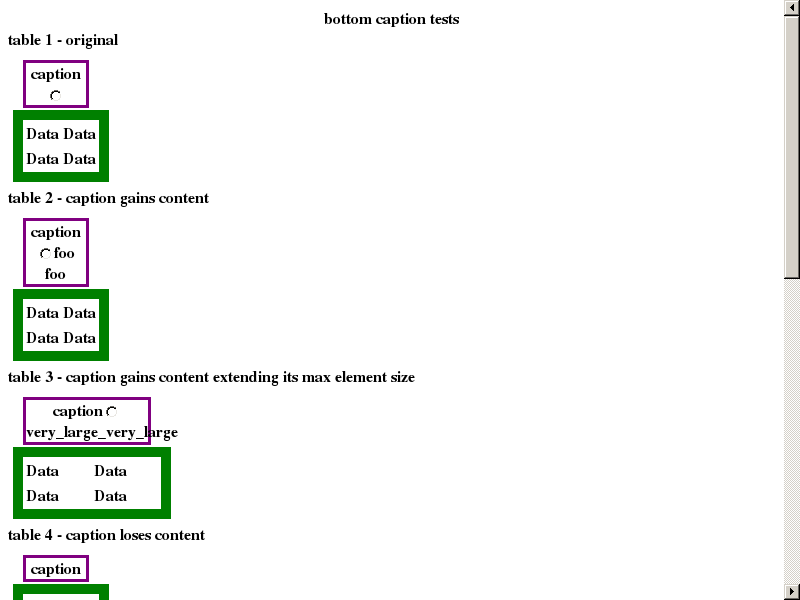 bottom caption tests
table 1 - original
caption
Data Data
Data Data
table 2 - caption gains content
caption
foo
foo
Data Data
Data Data
table 3 - caption gains content extending its max element size
caption
very_large_very_large
Data Data
Data Data
table 4 - caption loses content
caption